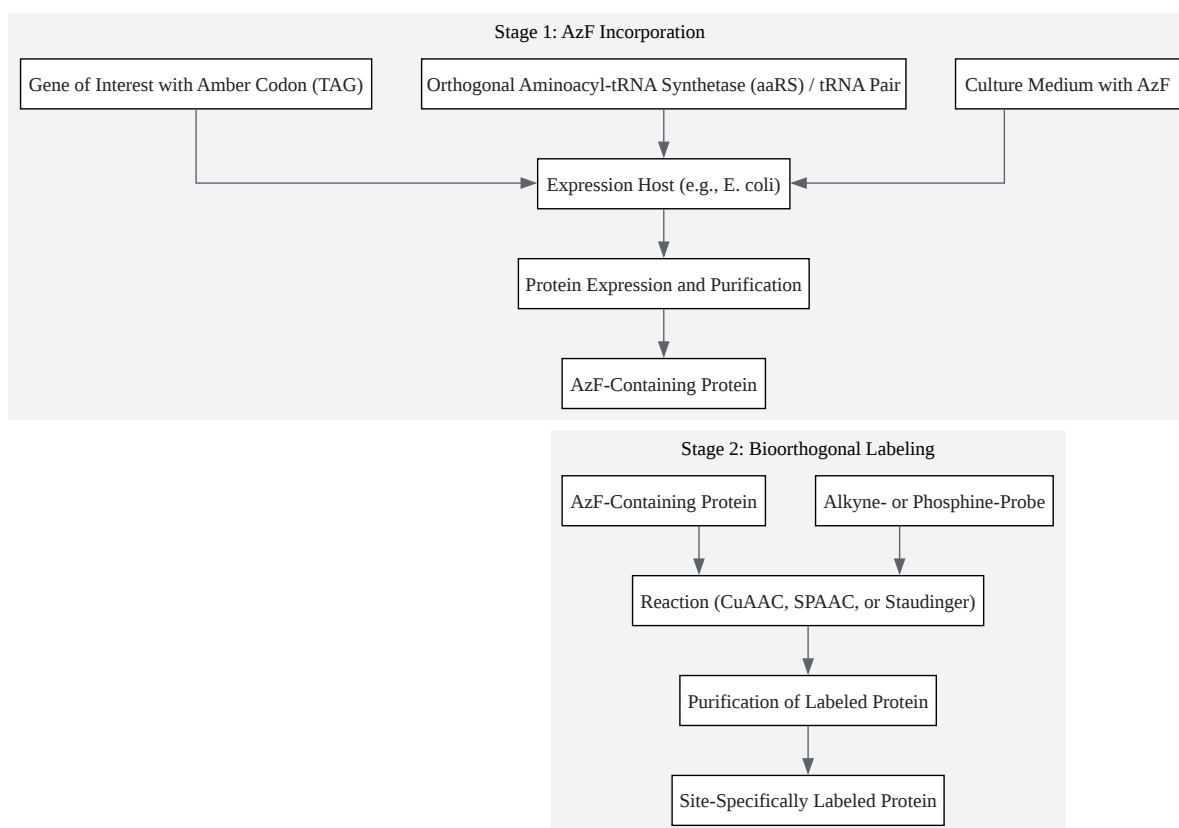 Stage 1: AzF Incorporation
Gene of Interest with Amber Codon (TAG)
Orthogonal Aminoacyl-tRNA Synthetase (aaRS) / tRNA Pair
Culture Medium with AzF
Expression Host (e.g., E. coli)
Protein Expression and Purification
AzF-Containing Protein
Stage 2: Bioorthogonal Labeling
AzF-Containing Protein
Alkyne- or Phosphine-Probe
Reaction (CuAAC, SPAAC, or Staudinger)
Purification of Labeled Protein
Site-Specifically Labeled Protein